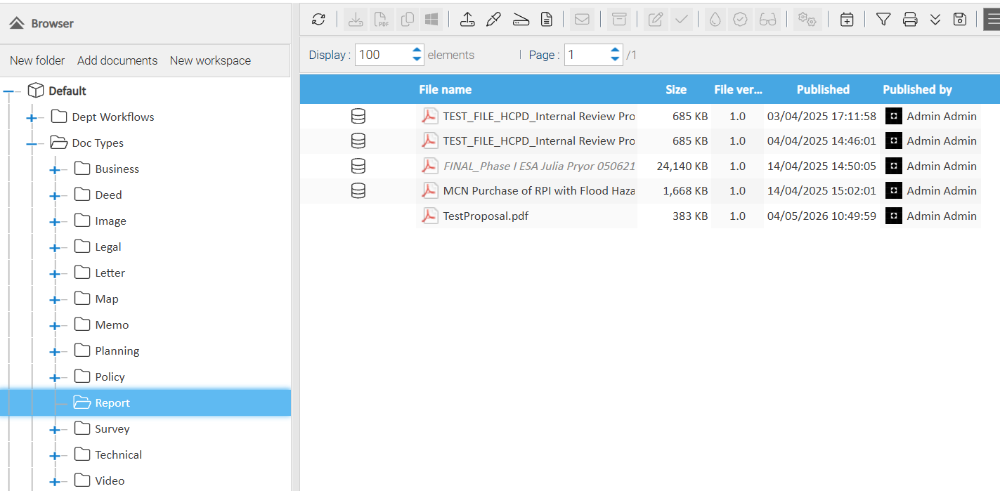 Browser
New folder Add documents New workspace
Default
Dept Workflows
Doc Types
Business
Deed
Image
Legal
Letter
Map
Memo
Planning
Policy
Report
Survey
Technical
Video
PDF
Display : 100 elements | Page : 1 /1
File name Size File ver... Published Published by
TEST_FILE_HCPD_Internal Review Pro 685 KB 1.0 03/04/2025 17:11:58 Admin Admin
TEST_FILE_HCPD_Internal Review Pro 685 KB 1.0 04/04/2025 14:46:01 Admin Admin
FINAL_Phase I ESA Julia Pryor 050621 24,140 KB 1.0 14/04/2025 14:50:05 Admin Admin
MCN Purchase of RPI with Flood Haza 1,668 KB 1.0 14/04/2025 15:02:01 Admin Admin
TestProposal.pdf 383 KB 1.0 04/05/2026 10:49:59 Admin Admin